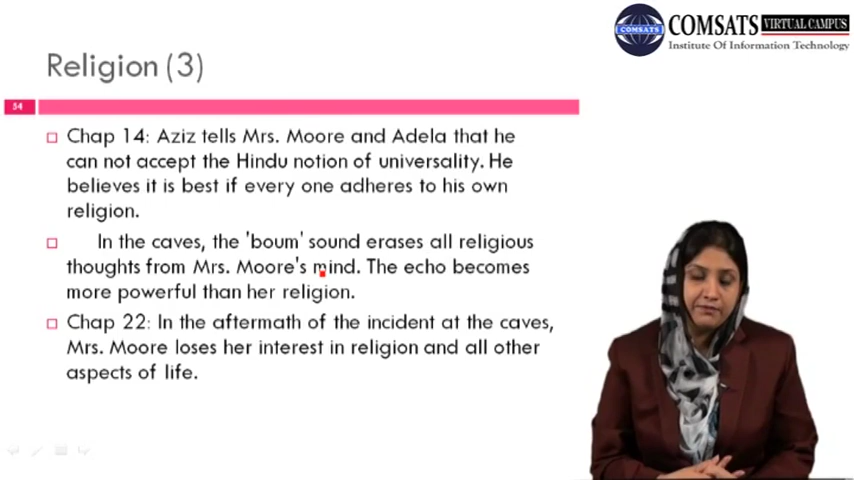 COMSATS
COMSATS VIRTUAL CAMPUS
Institute Of Information Technology
Religion (3)
54
Chap 14: Aziz tells Mrs. Moore and Adela that he
can not accept the Hindu notion of universality. He
believes it is best if every one adheres to his own
religion.
In the caves, the 'boum' sound erases all religious
thoughts from Mrs. Moore's mind. The echo becomes
more powerful than her religion.
Chap 22: In the aftermath of the incident at the caves,
Mrs. Moore loses her interest in religion and all other
aspects of life.